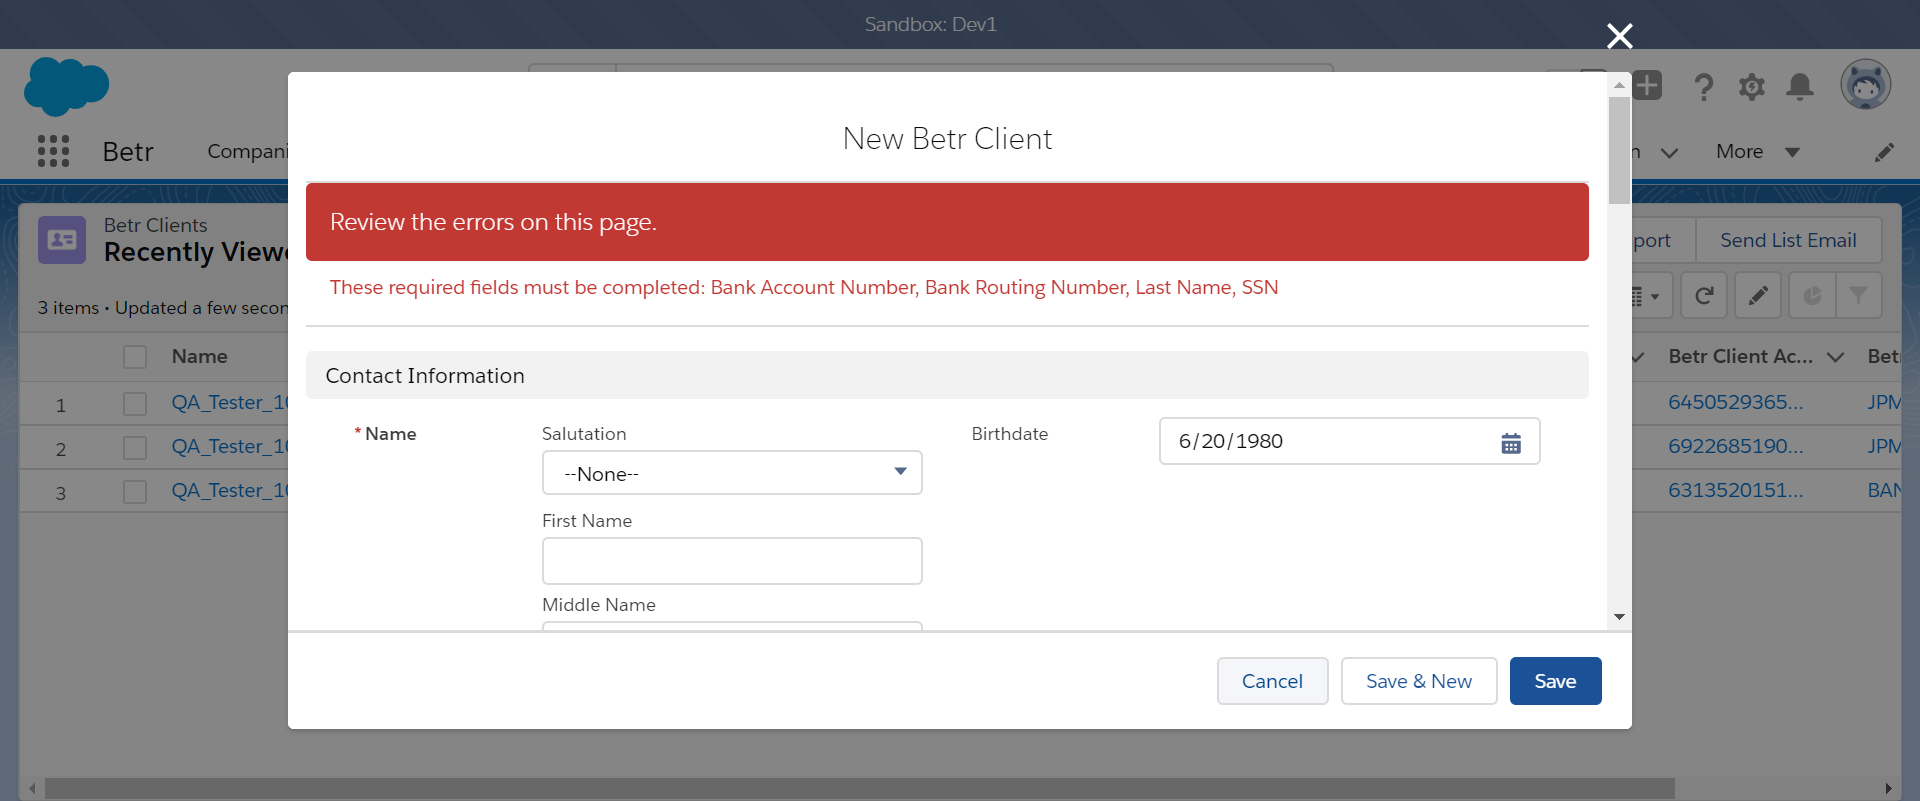 Sandbox: Dev1
Betr
Compani
More
New Betr Client
Review the errors on this page.
These required fields must be completed: Bank Account Number, Bank Routing Number, Last Name, SSN
Contact Information
* Name
Salutation
--None--
Birthdate
6/20/1980
First Name
Middle Name
Cancel
Save & New
Save
Betr Clients
Recently Viewe
port
Send List Email
3 items • Updated a few secon
Name
Betr Client Ac...
Bet
1
QA_Tester_10
6450529365...
JPM
2
QA_Tester_10
6922685190...
JPM
3
QA_Tester_10
6313520151...
BAN